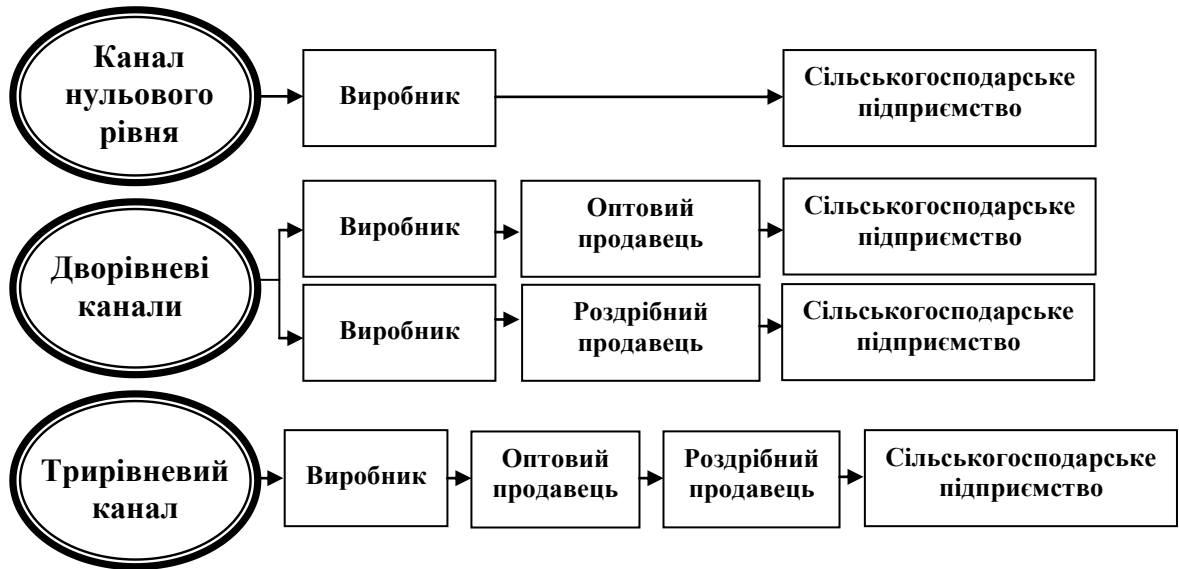 Канал
нульового
рівня
Виробник
Сільськогосподарське
підприємство
Дворівневі
канали
Виробник
Оптовий
продавець
Сільськогосподарське
підприємство
Виробник
Роздрібний
продавець
Сільськогосподарське
підприємство
Трирівневий
канал
Виробник
Оптовий
продавець
Роздрібний
продавець
Сільськогосподарське
підприємство